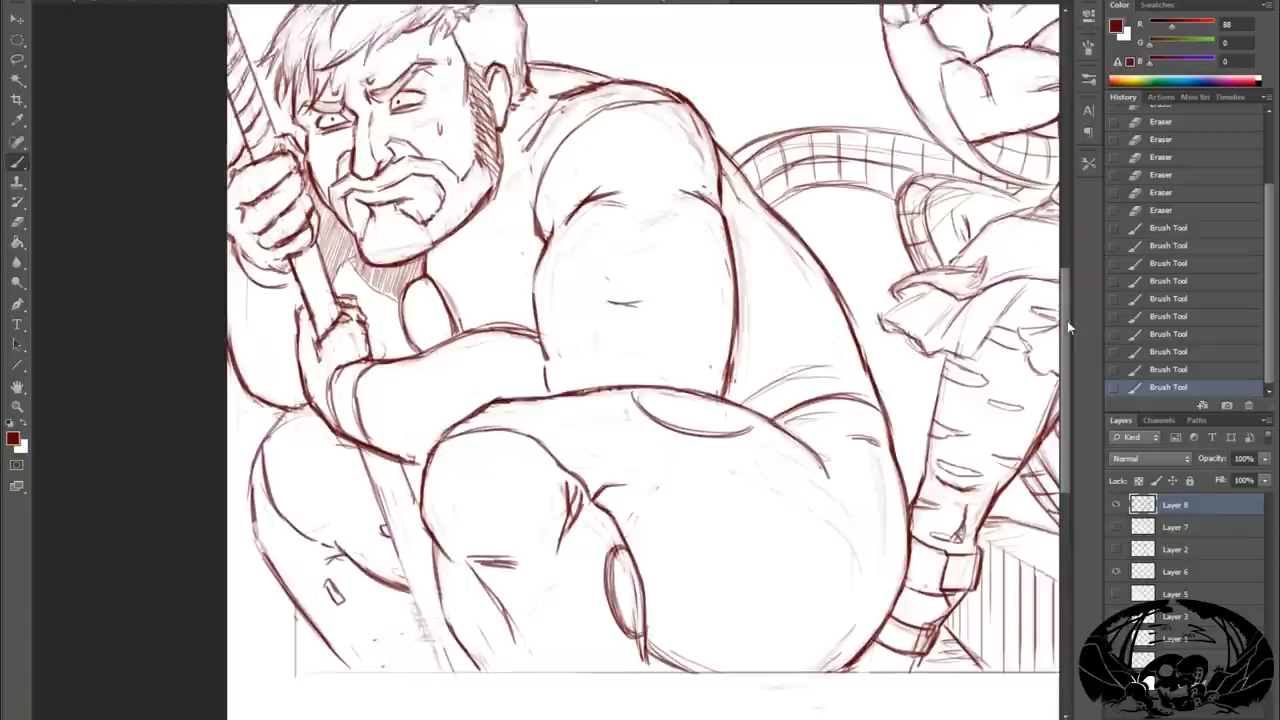 Color Swatches
R 88
G 0
B 0
History Actions Mini Bri Timeline
Eraser
Eraser
Eraser
Eraser
Eraser
Eraser
Brush Tool
Brush Tool
Brush Tool
Brush Tool
Brush Tool
Brush Tool
Brush Tool
Brush Tool
Brush Tool
Brush Tool
Layers Channels Paths
Kind
Normal Opacity: 100%
Lock: Fill: 100%
Layer 8
Layer 7
Layer 2
Layer 6
Layer 5
Layer 3